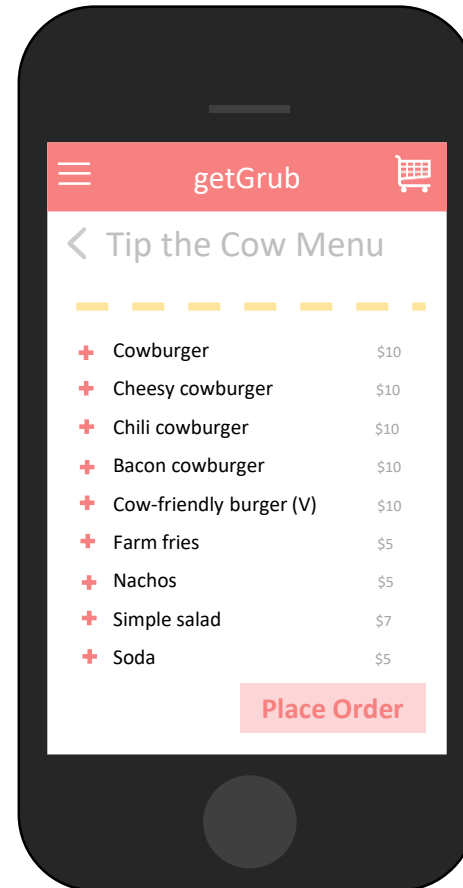 getGrub
Tip the Cow Menu
Cowburger $10
Cheesy cowburger $10
Chili cowburger $10
Bacon cowburger $10
Cow-friendly burger (V) $10
Farm fries $5
Nachos $5
Simple salad $7
Soda $5
Place Order